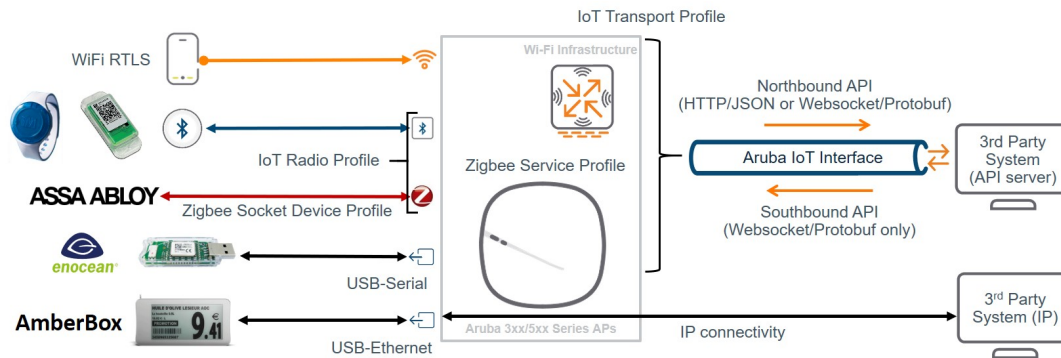 IoT Transport Profile
Wi-Fi Infrastructure
WiFi RTLS
Northbound API
(HTTP/JSON or Websocket/Protobuf)
IoT Radio Profile
Zigbee Service Profile
Aruba IoT Interface
3rd Party
System
(API server)
ASSA ABLOY
Zigbee Socket Device Profile
Z
Southbound API
(Websocket/Protobuf only)
enocean®
USB-Serial
AmberBox
9.41
€
USB-Ethernet
Aruba 3xx/5xx Series APs
IP connectivity
3rd Party
System (IP)